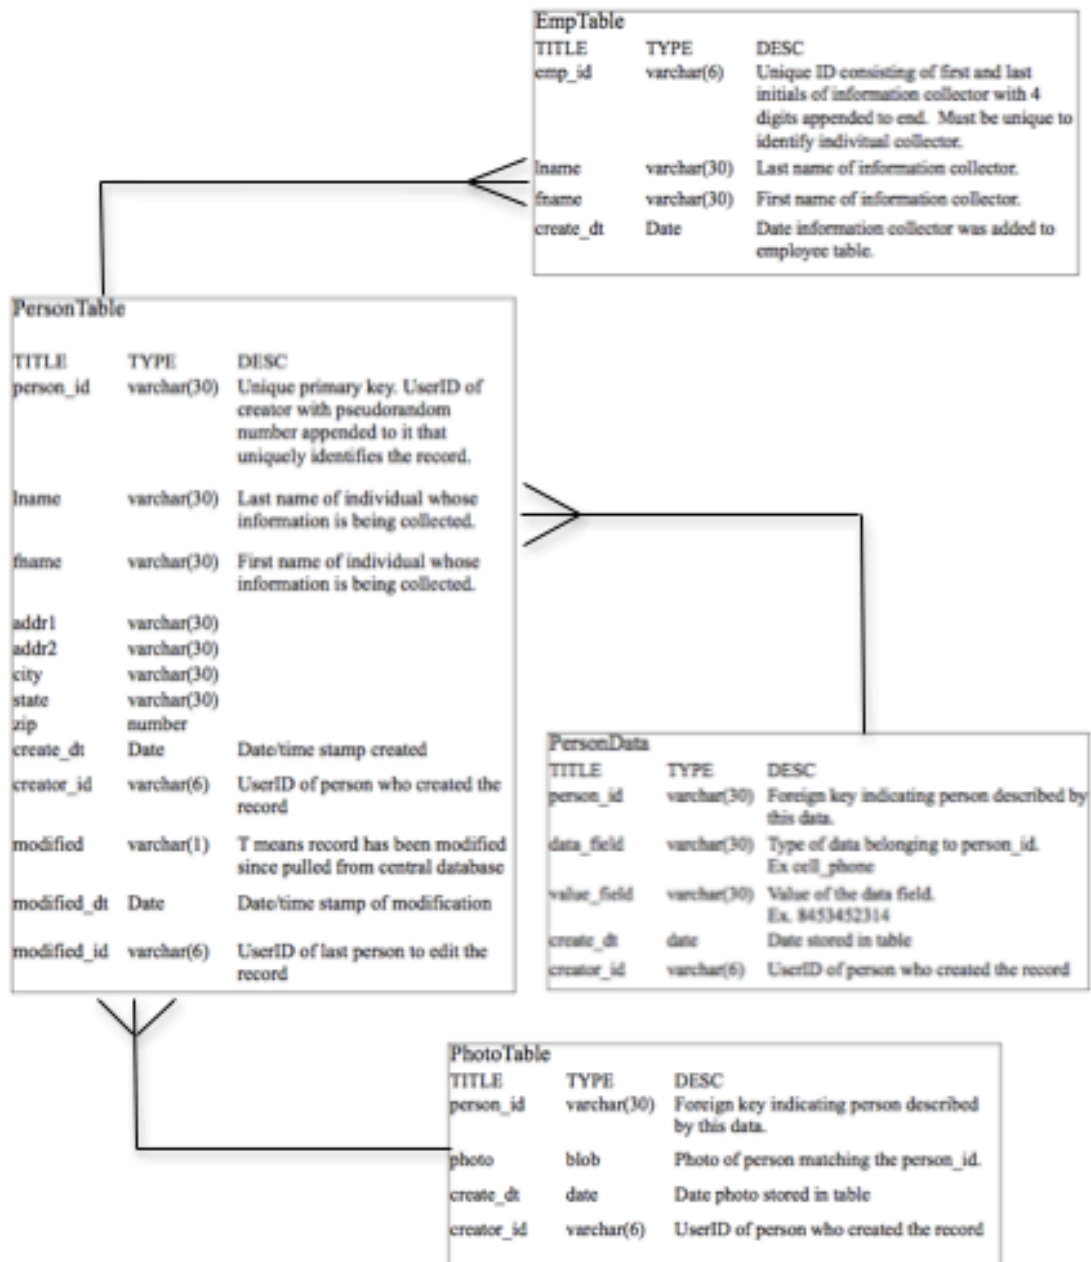 EmpTable
TITLE TYPE DESC
emp_id varchar(6) Unique ID consisting of first and last
initials of information collector with 4
digits appended to end. Must be unique to
identify indivitual collector.
lname varchar(30) Last name of information collector.
fname varchar(30) First name of information collector.
create_dt Date Date information collector was added to
employee table.
PersonTable
TITLE TYPE DESC
person_id varchar(30) Unique primary key. UserID of
creator with pseudorandom
number appended to it that
uniquely identifies the record.
lname varchar(30) Last name of individual whose
information is being collected.
fname varchar(30) First name of individual whose
information is being collected.
addr1 varchar(30)
addr2 varchar(30)
city varchar(30)
state varchar(30)
zip number
create_dt Date Date/time stamp created
creator_id varchar(6) UserID of person who created the
record
modified varchar(1) T means record has been modified
since pulled from central database
modified_dt Date Date/time stamp of modification
modified_id varchar(6) UserID of last person to edit the
record
PersonData
TITLE TYPE DESC
person_id varchar(30) Foreign key indicating person described by
this data.
data_field varchar(30) Type of data belonging to person_id.
Ex cell_phone
value_field varchar(30) Value of the data field.
Ex. 8453452314
create_dt date Date stored in table
creator_id varchar(6) UserID of person who created the record
PhotoTable
TITLE TYPE DESC
person_id varchar(30) Foreign key indicating person described
by this data.
photo blob Photo of person matching the person_id.
create_dt date Date photo stored in table
creator_id varchar(6) UserID of person who created the record